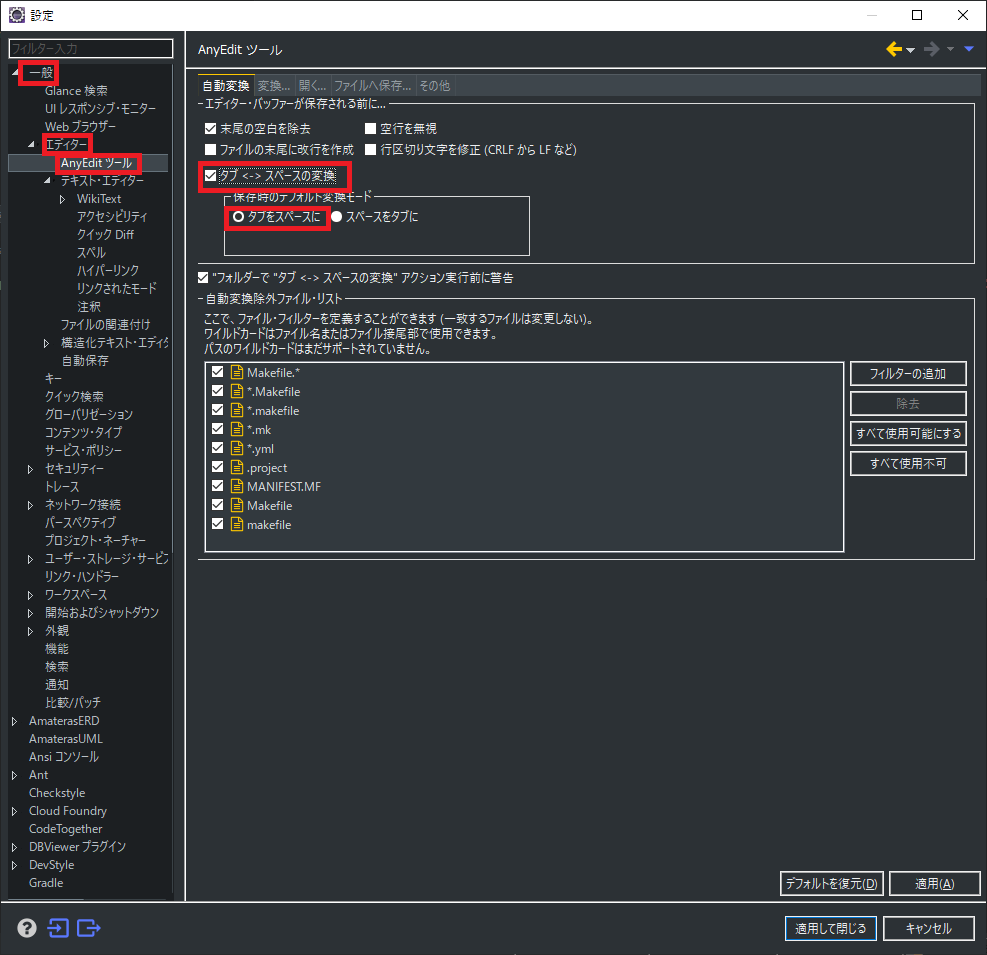 設定
フィルター入力
一般
Glance 検索
UI レスポンシブ・モニター
Web ブラウザー
エディター
AnyEdit ツール
テキスト・エディター
WikiText
アクセシビリティ
クイック Diff
スペル
ハイパーリンク
リンクされたモード
注釈
ファイルの関連付け
構造化テキスト・エディタ
自動保存
キー
クイック検索
グローバリゼーション
コンテンツ・タイプ
サービス・ポリシー
セキュリティー
トレース
ネットワーク接続
パースペクティブ
プロジェクト・ネーチャー
ユーザー・ストレージ・サービス
リンク・ハンドラー
ワークスペース
開始およびシャットダウン
外観
機能
検索
通知
比較/パッチ
AmaterasERD
AmaterasUML
Ansi コンソール
Ant
Checkstyle
Cloud Foundry
CodeTogether
DBViewer プラグイン
DevStyle
Gradle
AnyEdit ツール
自動変換 変換... 開く... ファイルへ保存... その他
エディター・バッファーが保存される前に...
末尾の空白を除去 空行を無視
ファイルの末尾に改行を作成 行区切り文字を修正 (CRLF から LF など)
タブ <-> スペースの変換
保存時のデフォルト変換モード
タブをスペースに スペースをタブに
"フォルダーで "タブ <-> スペースの変換" アクション実行前に警告
自動変換除外ファイル・リスト
ここで、ファイル・フィルターを定義することができます (一致するファイルは変更しない)。
ワイルドカードはファイル名またはファイル接尾部で使用できます。
パスのワイルドカードはまだサポートされていません。
Makefile.*
*.Makefile
*.makefile
*.mk
*.yml
.project
MANIFEST.MF
Makefile
makefile
フィルターの追加
除去
すべて使用可能にする
すべて使用不可
デフォルトを復元(D) 適用(A)
適用して閉じる キャンセル